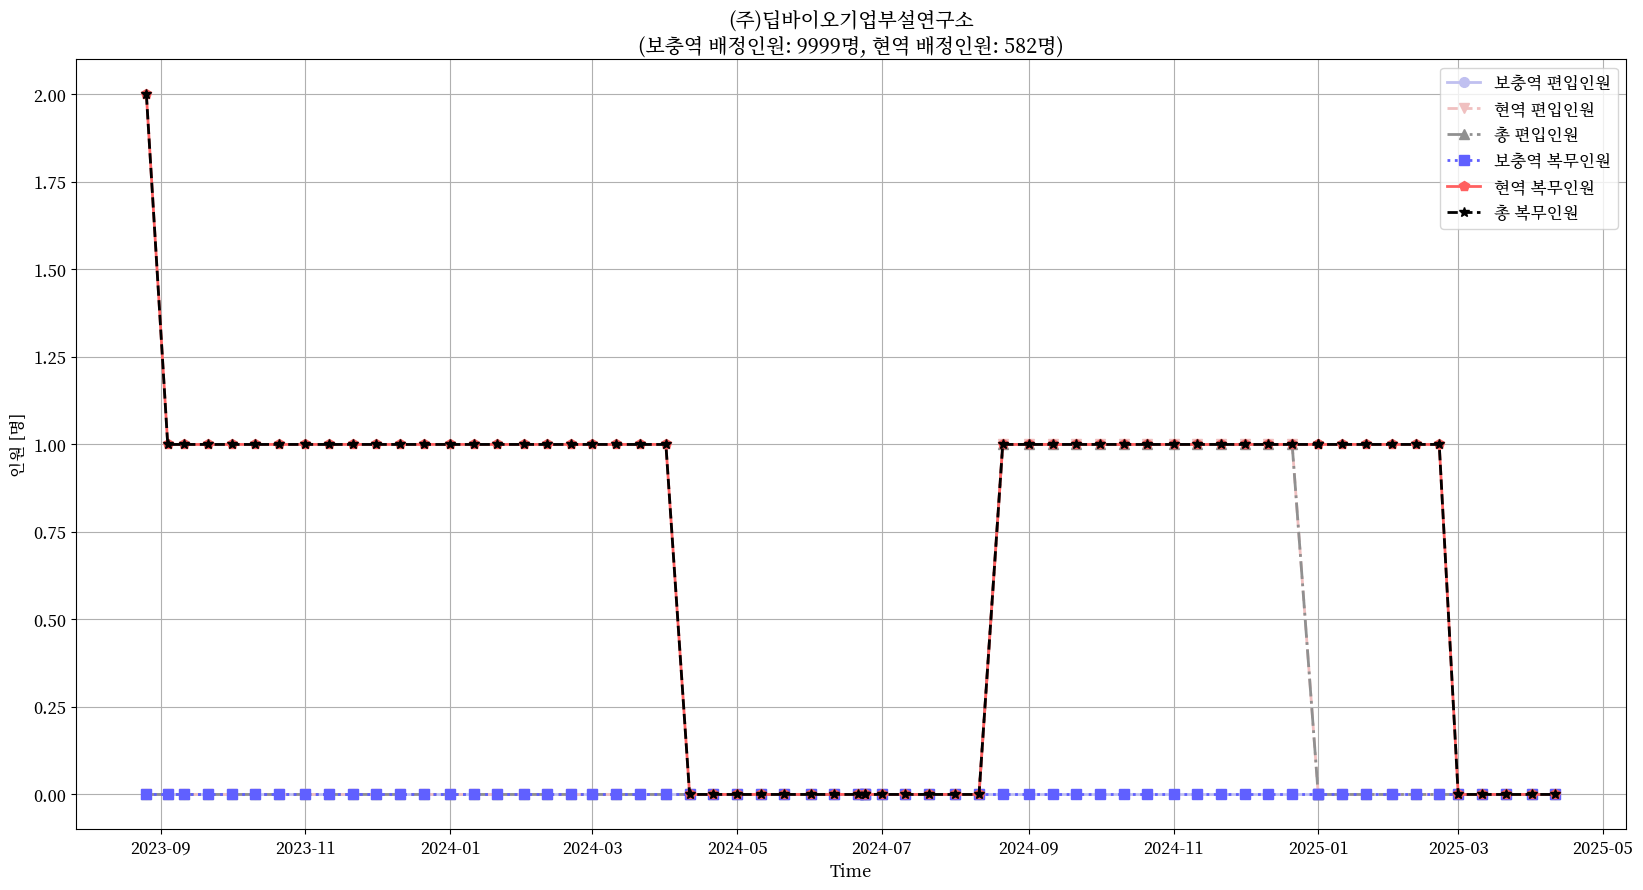 (주)딥바이오기업부설연구소
(보충역 배정인원: 9999명, 현역 배정인원: 582명)
보충역 편입인원
현역 편입인원
총 편입인원
보충역 복무인원
현역 복무인원
총 복무인원
2.00
1.75
1.50
1.25
1.00
0.75
0.50
0.25
0.00
인원 [명]
2023-09 2023-11 2024-01 2024-03 2024-05 2024-07 2024-09 2024-11 2025-01 2025-03 2025-05
Time